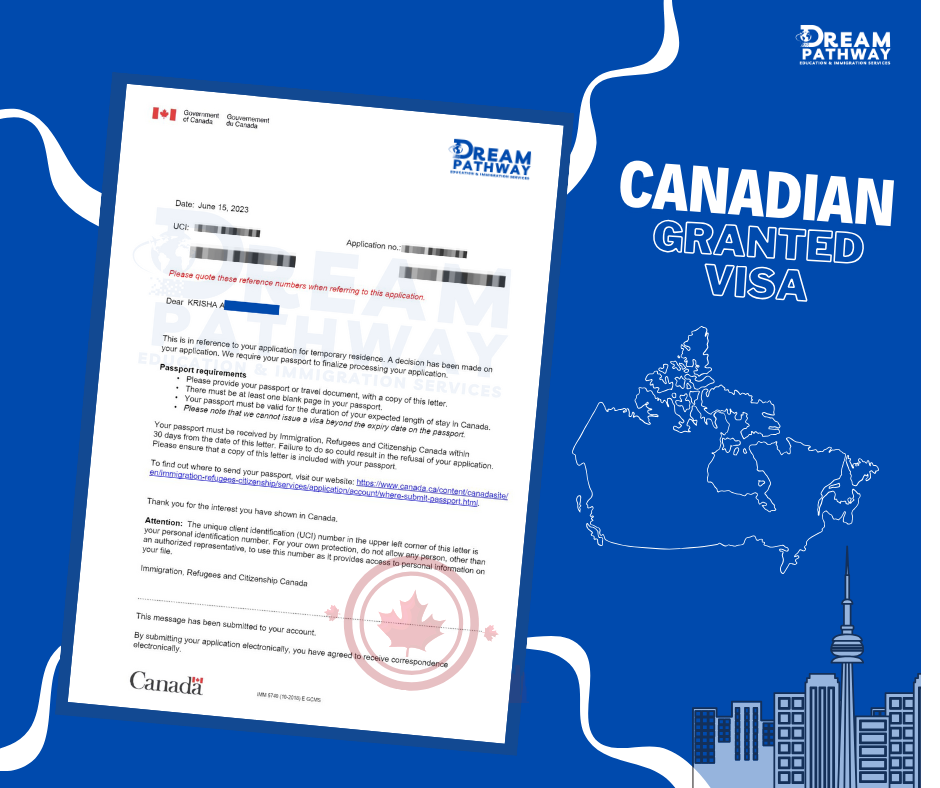 DREAM
PATHWAY
EDUCATION & IMMIGRATION SERVICES
CANADIAN
GRANTED
VISA
Government
of Canada
Gouvernement
du Canada
DREAM
PATHWAY
EDUCATION & IMMIGRATION SERVICES
Date: June 15, 2023
UCI:
Application no.:
Please quote these reference numbers when referring to this application.
Dear KRISHA A
DREAM
PATHWAY
EDUCATION & IMMIGRATION SERVICES
This is in reference to your application for temporary residence. A decision has been made on
your application. We require your passport to finalize processing your application.
Passport requirements
• Please provide your passport or travel document, with a copy of this letter.
• There must be at least one blank page in your passport.
• Your passport must be valid for the duration of your expected length of stay in Canada.
• Please note that we cannot issue a visa beyond the expiry date on the passport.
Your passport must be received by Immigration, Refugees and Citizenship Canada within
30 days from the date of this letter. Failure to do so could result in the refusal of your application.
Please ensure that a copy of this letter is included with your passport.
To find out where to send your passport, visit our website: https://www.canada.ca/content/canadasite/
en/immigration-refugees-citizenship/services/application/account/where-submit-passport.html.
Thank you for the interest you have shown in Canada.
Attention: The unique client identification (UCI) number in the upper left corner of this letter is
your personal identification number. For your own protection, do not allow any person, other than
an authorized representative, to use this number as it provides access to personal information on
your file.
Immigration, Refugees and Citizenship Canada
This message has been submitted to your account.
By submitting your application electronically, you have agreed to receive correspondence
electronically.
Canada
IMM 5740 (10-2018) E GCMS